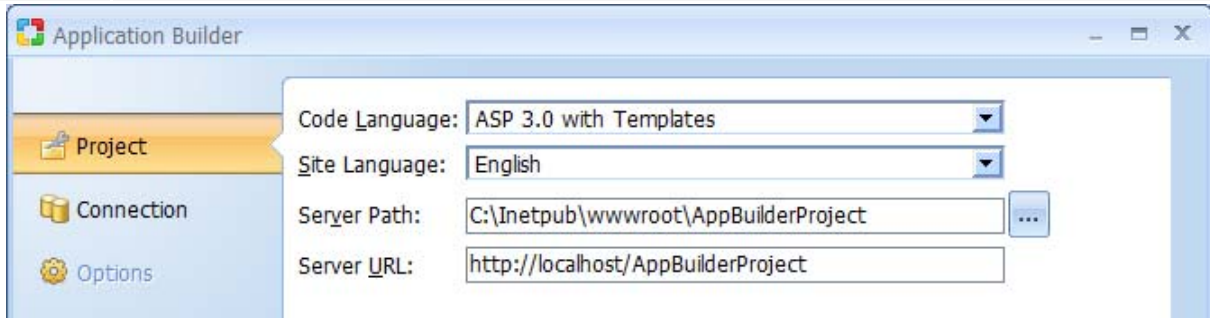 Application Builder
Project
Connection
Options
Code Language: ASP 3.0 with Templates
Site Language: English
Server Path: C:\Inetpub\wwwroot\AppBuilderProject ...
Server URL: http://localhost/AppBuilderProject